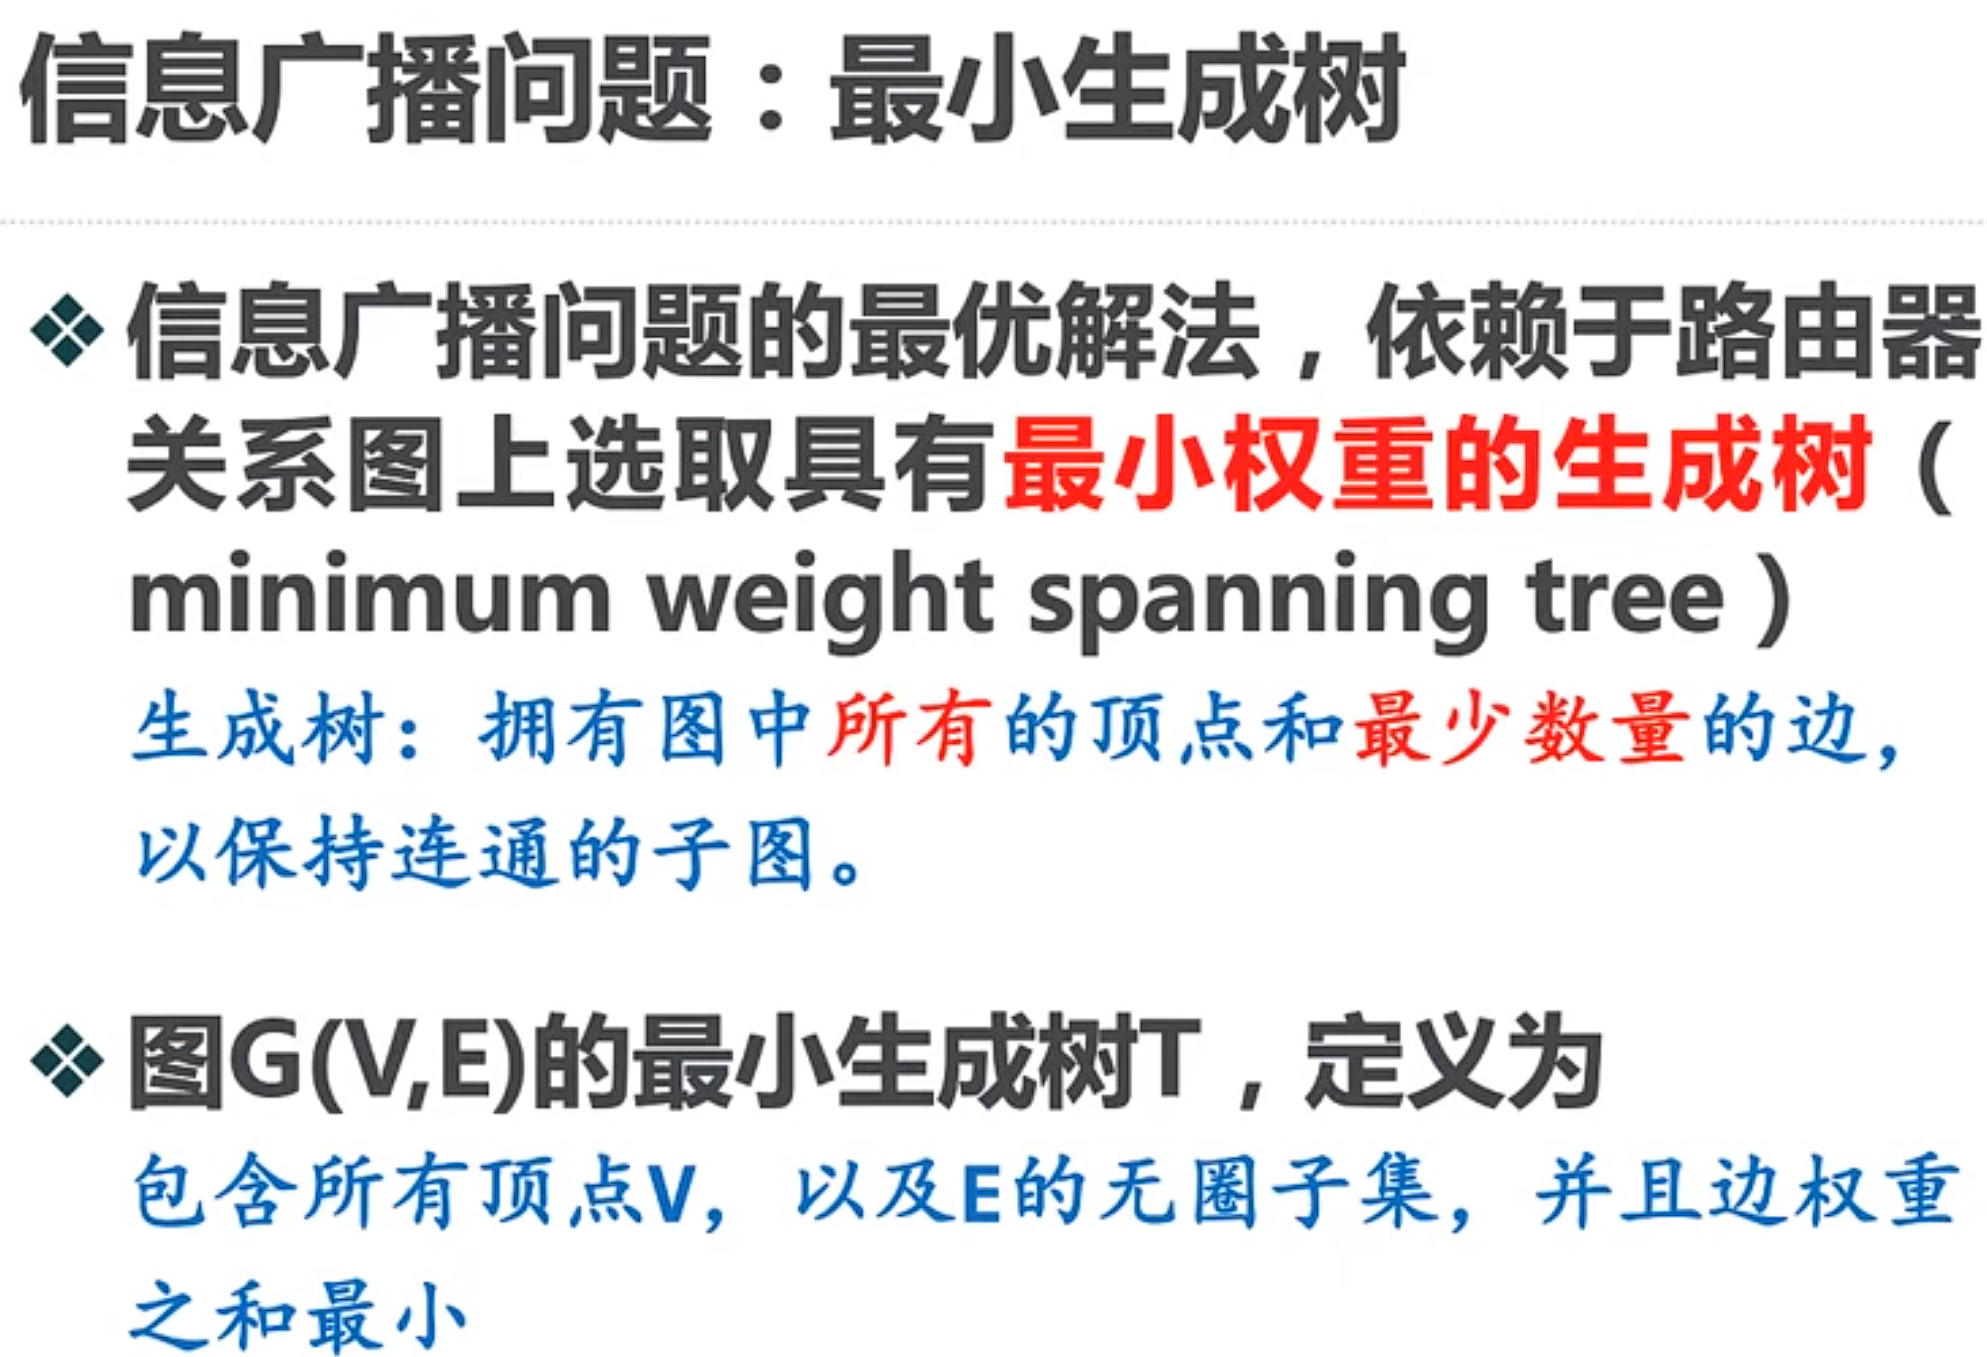 信息广播问题：最小生成树
信息广播问题的最优解法，依赖于路由器
关系图上选取具有最小权重的生成树（
minimum weight spanning tree）
生成树：拥有图中所有的顶点和最少数量的边，
以保持连通的子图。
图G(V,E)的最小生成树T，定义为
包含所有顶点V，以及E的无圈子集，并且边权重
之和最小